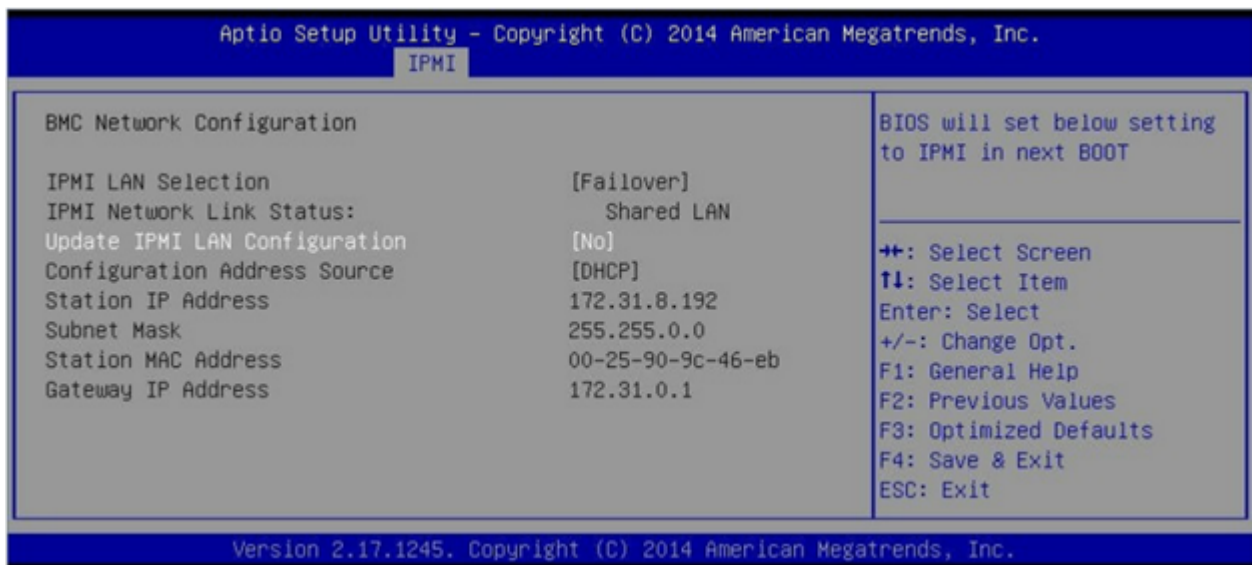 Aptio Setup Utility – Copyright (C) 2014 American Megatrends, Inc.
IPMI
BMC Network Configuration
IPMI LAN Selection [Failover]
IPMI Network Link Status: Shared LAN
Update IPMI LAN Configuration [No]
Configuration Address Source [DHCP]
Station IP Address 172.31.8.192
Subnet Mask 255.255.0.0
Station MAC Address 00-25-90-9c-46-eb
Gateway IP Address 172.31.0.1
BIOS will set below setting
to IPMI in next BOOT
→←: Select Screen
↑↓: Select Item
Enter: Select
+/-: Change Opt.
F1: General Help
F2: Previous Values
F3: Optimized Defaults
F4: Save & Exit
ESC: Exit
Version 2.17.1245. Copyright (C) 2014 American Megatrends, Inc.